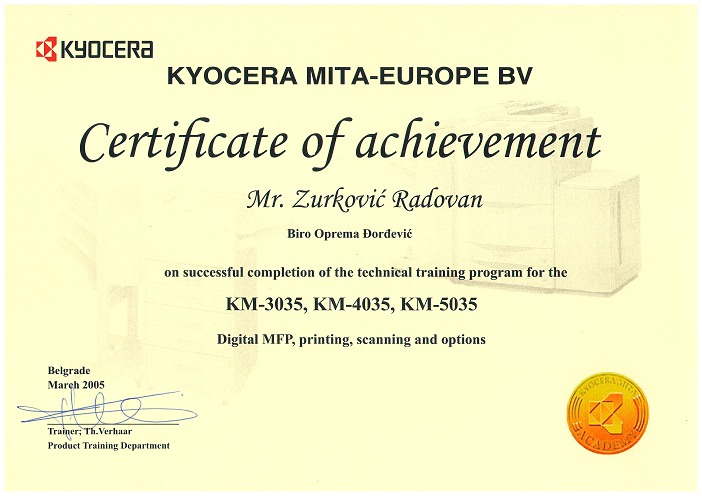 KYOCERA
KYOCERA MITA-EUROPE BV
Certificate of achievement
Mr. Zurković Radovan
Biro Oprema Đorđević
on successful completion of the technical training program for the
KM-3035, KM-4035, KM-5035
Digital MFP, printing, scanning and options
Belgrade
March 2005
Trainer; Th.Verhaar
Product Training Department
KYOCERA MITA
ACADEMY